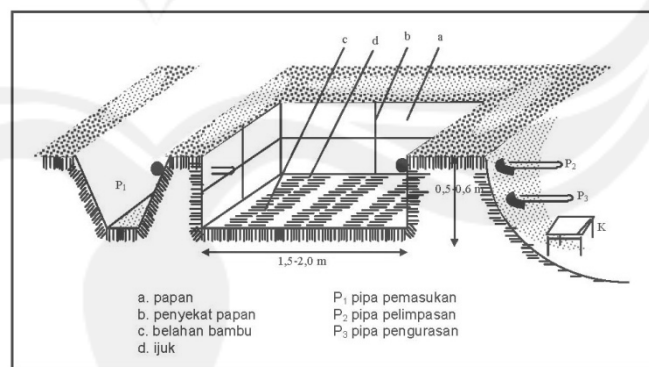 c d b a
P₁
P₂
0,5-0,6 m
P₃
K
1,5-2,0 m
a. papan
b. penyekat papan
c. belahan bambu
d. ijuk
P₁ pipa pemasukan
P₂ pipa pelimpasan
P₃ pipa pengurasan